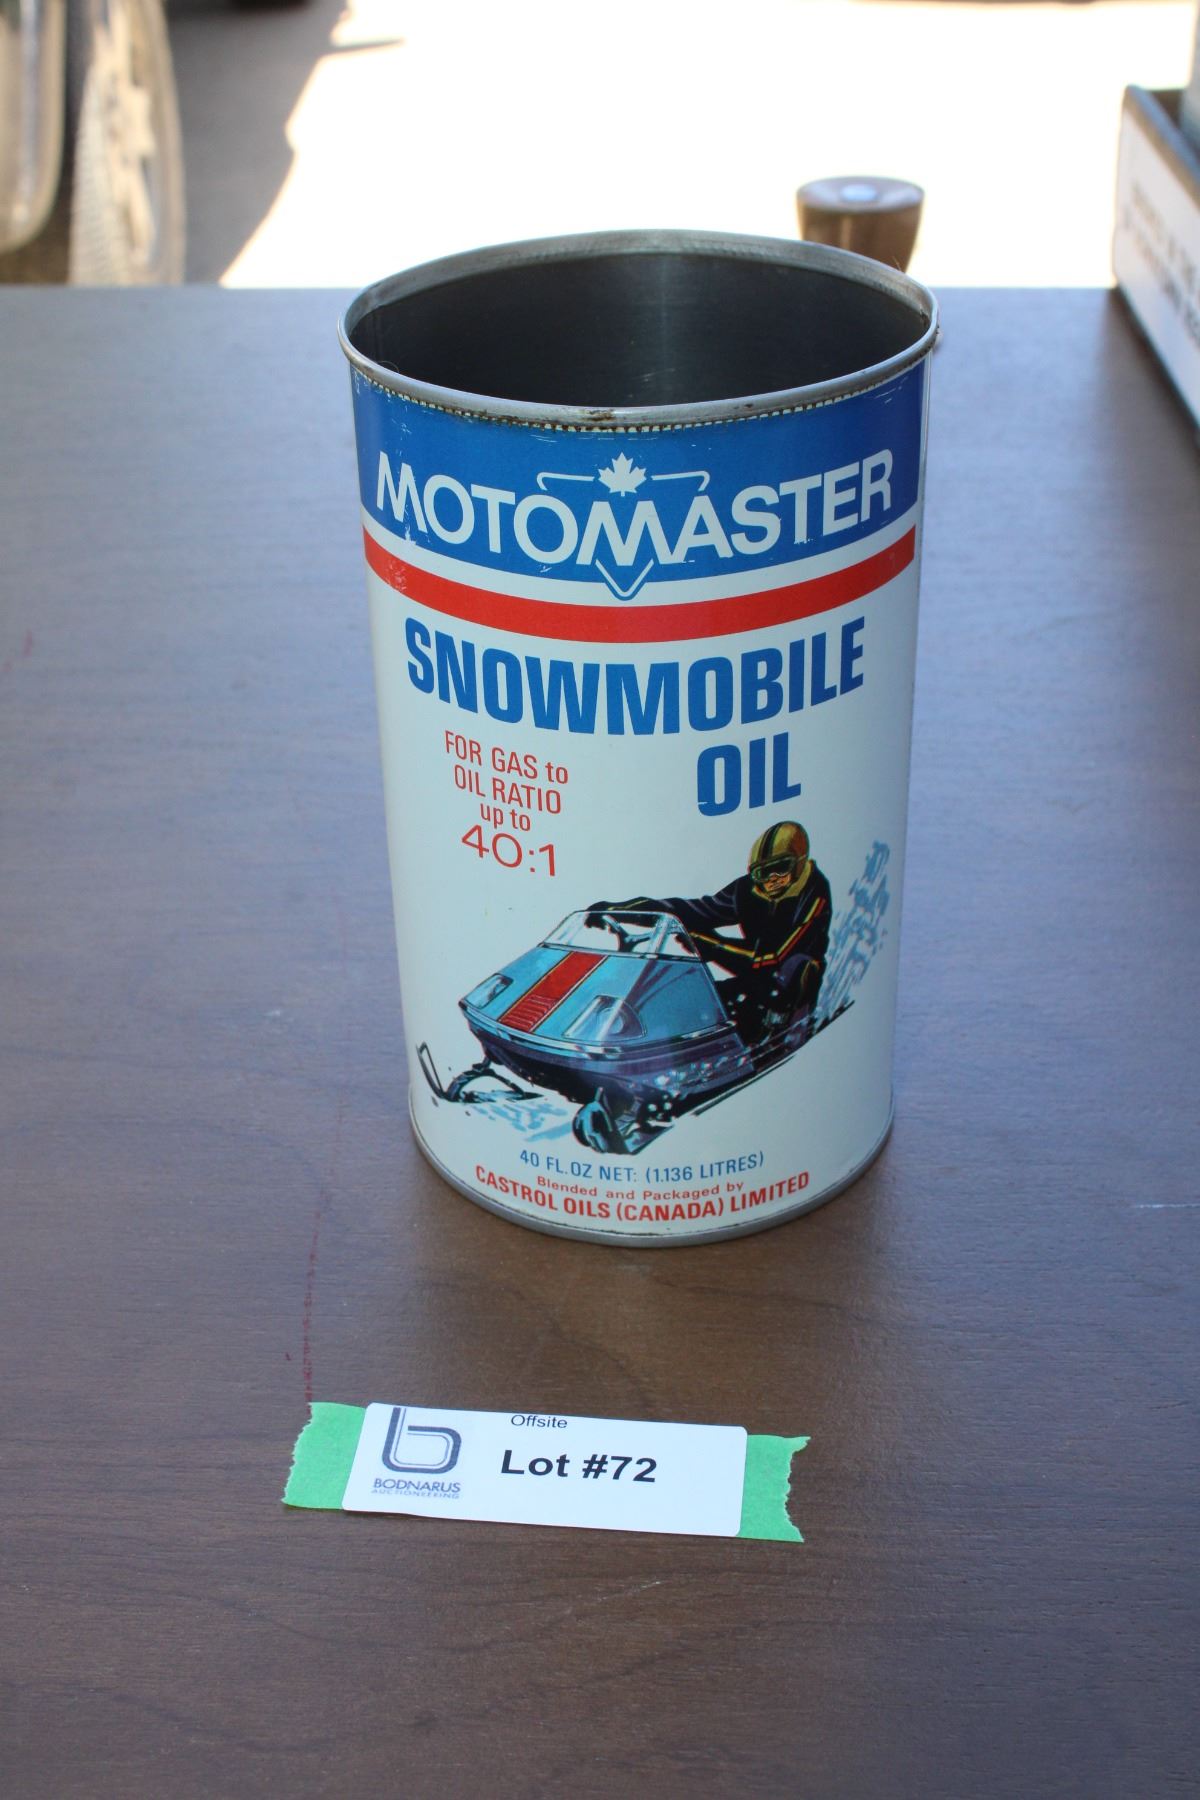 MOTOMASTER
SNOWMOBILE
OIL
FOR GAS to
OIL RATIO
up to
40:1
40 FL.OZ NET: (1.136 LITRES)
Blended and Packaged by
CASTROL OILS (CANADA) LIMITED
Offsite
Lot #72
b
BODNARUS
AUCTIONEERING